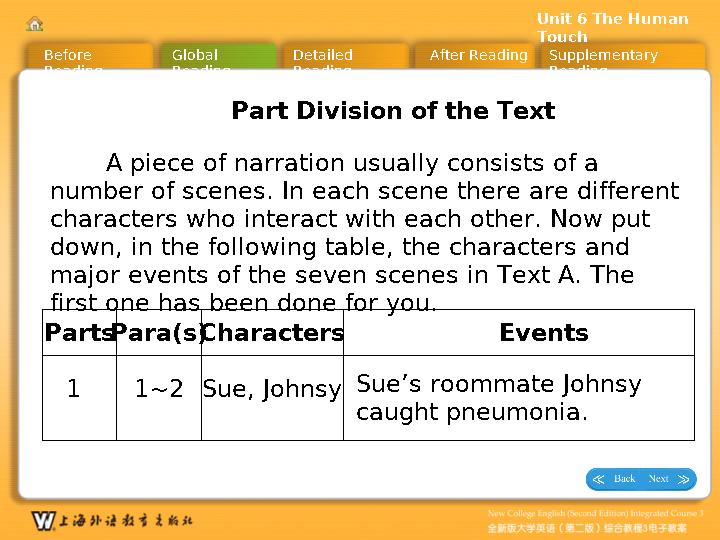 Unit 6 The Human
Touch
Before
Reading
Global
Reading
Detailed
Reading
After Reading
Supplementary
Reading
Part Division of the Text
A piece of narration usually consists of a
number of scenes. In each scene there are different
characters who interact with each other. Now put
down, in the following table, the characters and
major events of the seven scenes in Text A. The
first one has been done for you.
Parts Para(s) Characters Events
1 1~2 Sue, Johnsy Sue’s roommate Johnsy
caught pneumonia.
Back Next
上海外语教育出版社
New College English (Second Edition) Integrated Course 3
全新版大学英语（第二版）综合教程3电子教案